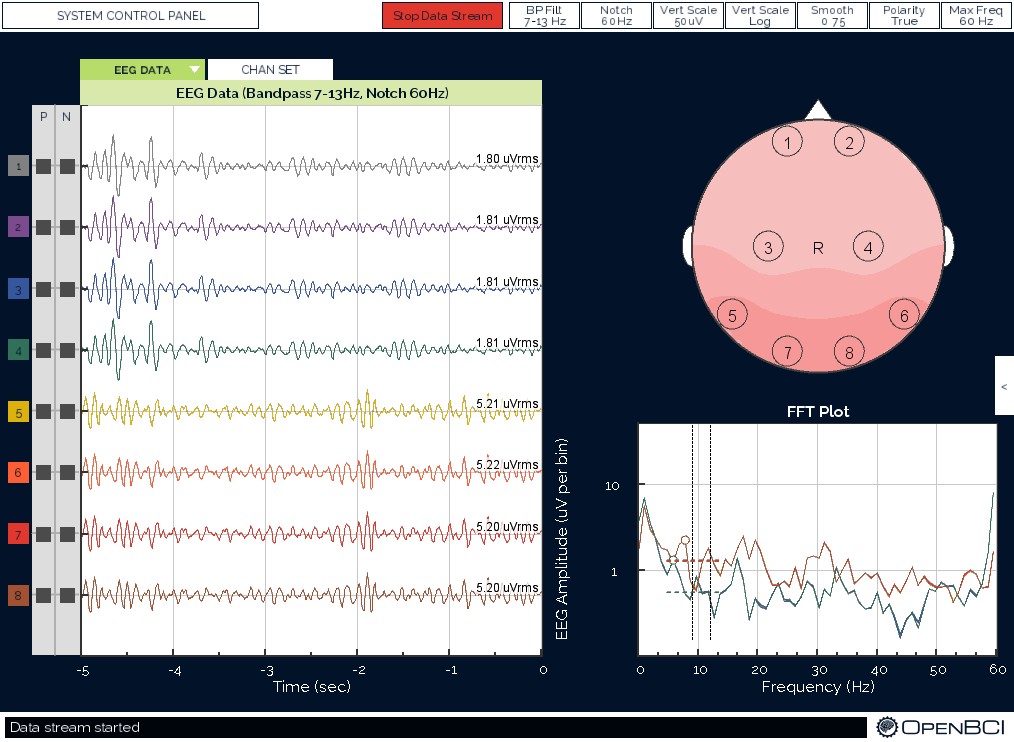 SYSTEM CONTROL PANEL
Stop Data Stream
BP Filt
7-13 Hz
Notch
60Hz
Vert Scale
50uV
Vert Scale
Log
Smooth
0.75
Polarity
True
Max Freq
60 Hz
EEG DATA
CHAN SET
EEG Data (Bandpass 7-13Hz, Notch 60Hz)
P N
1
1.80 uVrms
2
1.81 uVrms
3
1.81 uVrms
4
1.81 uVrms
5
5.21 uVrms
6
5.22 uVrms
7
5.20 uVrms
8
5.20 uVrms
-5 -4 -3 -2 -1 0
Time (sec)
1 2
3 R 4
5 6
7 8
<
FFT Plot
EEG Amplitude (uV per bin)
10
1
0 10 20 30 40 50 60
Frequency (Hz)
Data stream started
OPENBCI